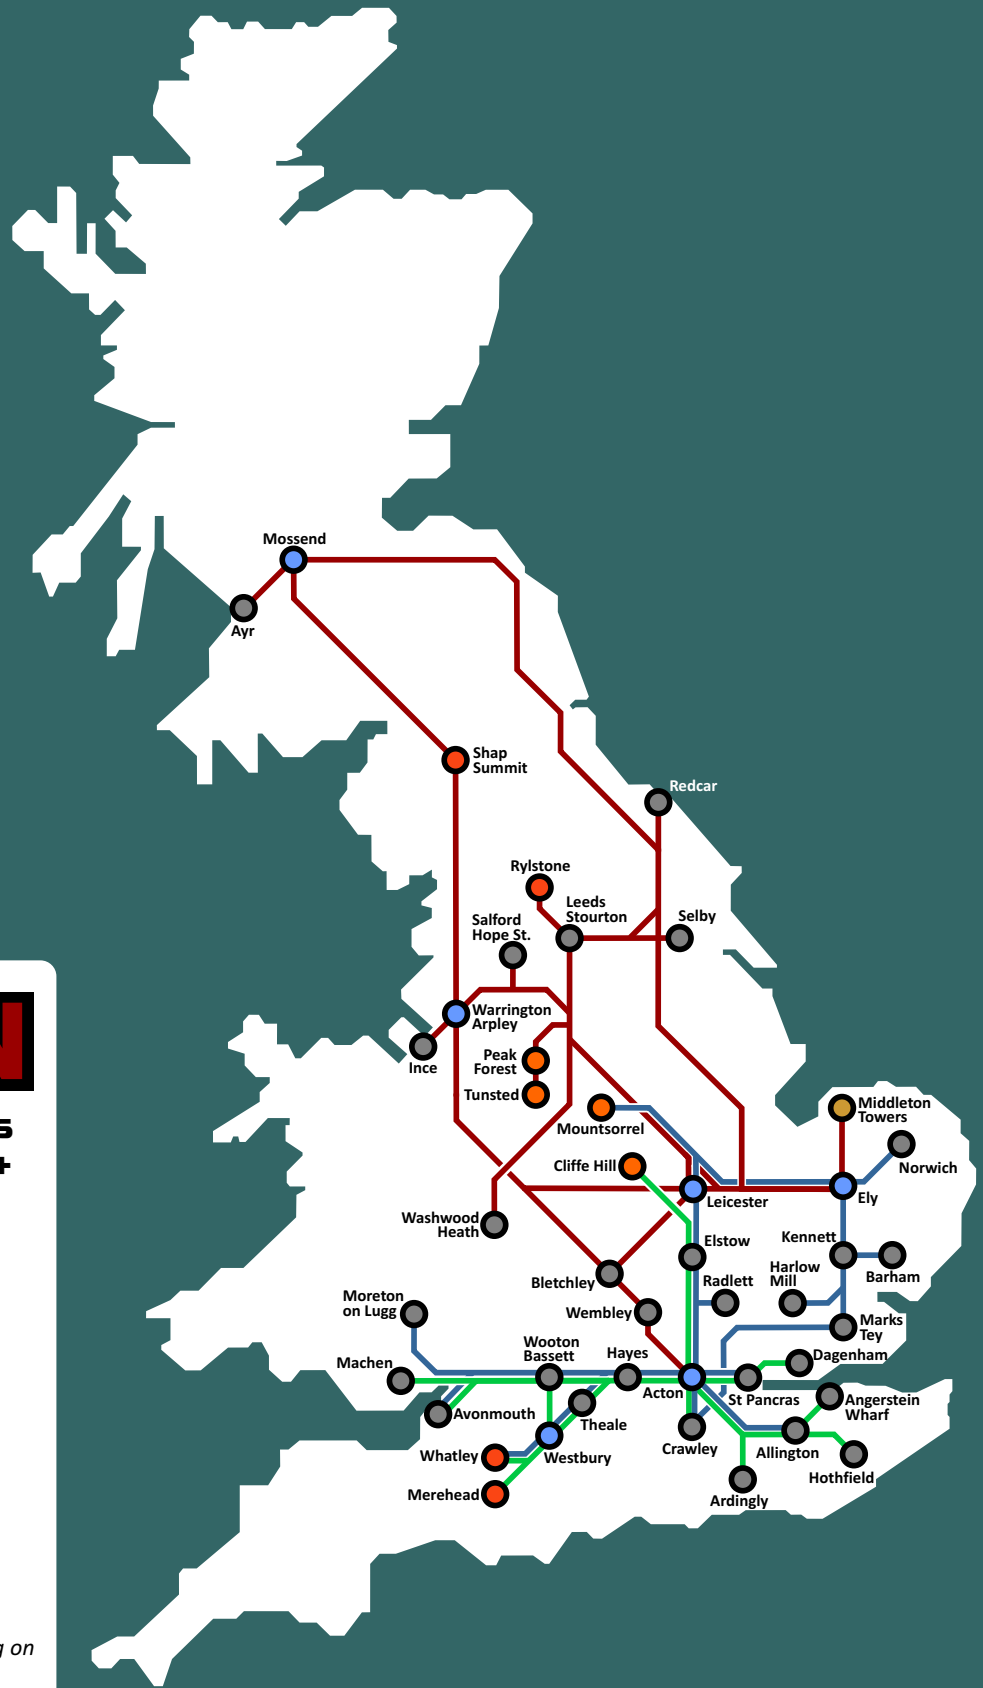 Mossend
Ayr
Shap
Summit
Redcar
Rylstone
Leeds
Stourton
Selby
Salford
Hope St.
Warrington
Arpley
Ince
Peak
Forest
Tunsted
Mountsorrel
Middleton
Towers
Norwich
Cliffe Hill
Leicester
Ely
Washwood
Heath
Elstow
Kennett
Barham
Bletchley
Radlett
Harlow
Mill
Moreton
on Lugg
Wembley
Marks
Tey
Machen
Wooton
Bassett
Hayes
Dagenham
Acton
St Pancras
Avonmouth
Theale
Angerstein
Wharf
Whatley
Westbury
Crawley
Allington
Hothfield
Merehead
Ardingly
+
on